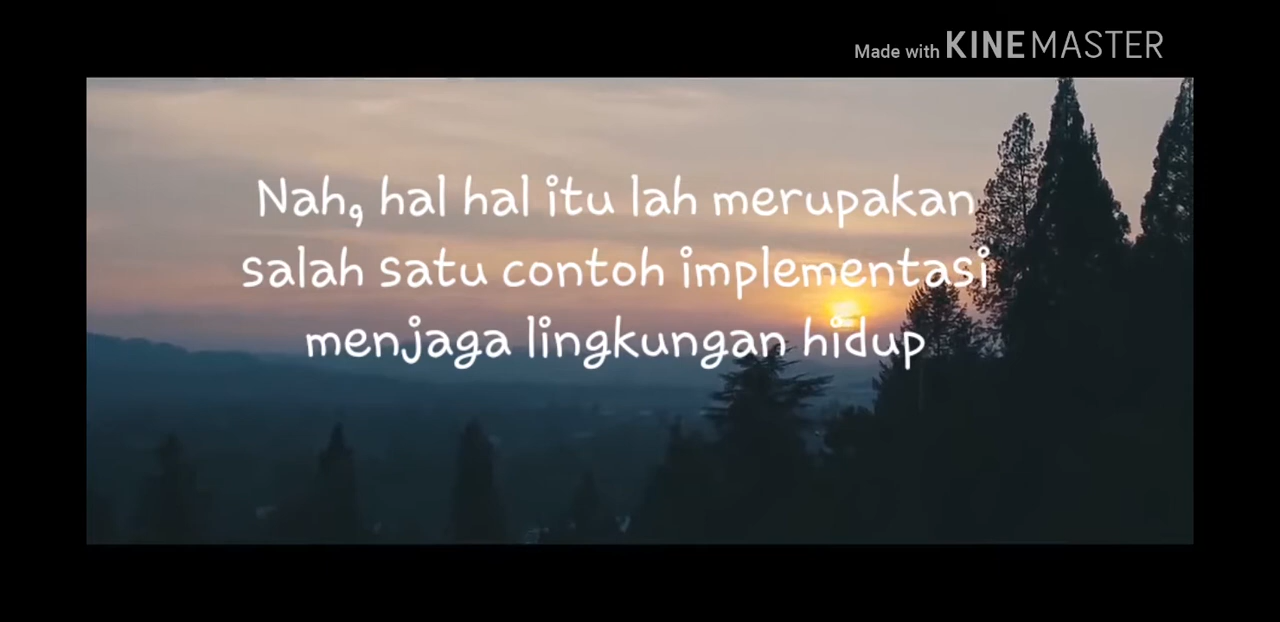 Made with KINEMASTER
Nah, hal hal itu lah merupakan
salah satu contoh implementasi
menjaga lingkungan hidup